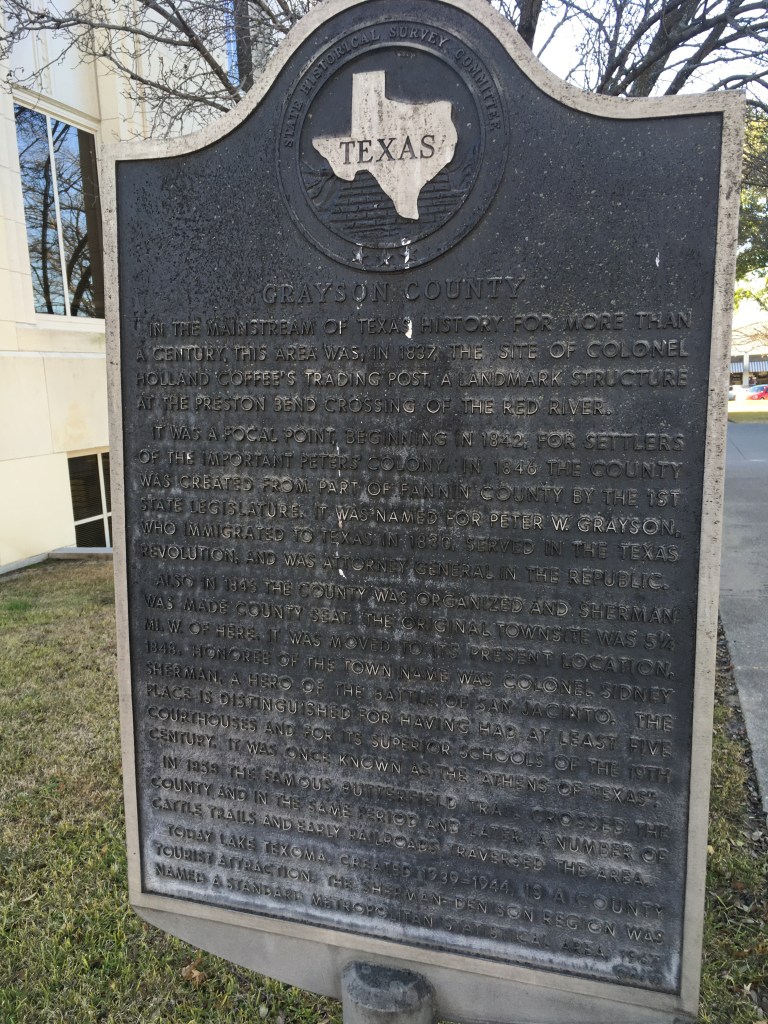 STATE HISTORICAL SURVEY COMMITTEE
TEXAS
GRAYSON COUNTY
IN THE MAINSTREAM OF TEXAS HISTORY FOR MORE THAN
A CENTURY, THIS AREA WAS, IN 1837, THE SITE OF COLONEL
HOLLAND COFFEE'S TRADING POST, A LANDMARK STRUCTURE
AT THE PRESTON BEND CROSSING OF THE RED RIVER.
IT WAS A FOCAL POINT, BEGINNING IN 1842, FOR SETTLERS
OF THE IMPORTANT PETERS' COLONY. IN 1846 THE COUNTY
WAS CREATED FROM PART OF FANNIN COUNTY BY THE 1ST
STATE LEGISLATURE. IT WAS NAMED FOR PETER W. GRAYSON,
WHO IMMIGRATED TO TEXAS IN 1830, SERVED IN THE TEXAS
REVOLUTION, AND WAS ATTORNEY GENERAL IN THE REPUBLIC.
ALSO IN 1846 THE COUNTY WAS ORGANIZED AND SHERMAN
WAS MADE COUNTY SEAT. THE ORIGINAL TOWNSITE WAS 5½
MI. W. OF HERE. IT WAS MOVED TO ITS PRESENT LOCATION,
1848. HONOREE OF THE TOWN NAME WAS COLONEL SIDNEY
SHERMAN, A HERO OF THE BATTLE OF SAN JACINTO. THE
PLACE IS DISTINGUISHED FOR HAVING HAD AT LEAST FIVE
COURTHOUSES AND FOR ITS SUPERIOR SCHOOLS OF THE 19TH
CENTURY. IT WAS ONCE KNOWN AS THE "ATHENS OF TEXAS".
IN 1858 THE FAMOUS BUTTERFIELD TRAIL CROSSED THE
COUNTY AND IN THE SAME PERIOD AND LATER, A NUMBER OF
CATTLE TRAILS AND EARLY RAILROADS TRAVERSED THE AREA.
TODAY LAKE TEXOMA, CREATED 1939-1944, IS A COUNTY
TOURIST ATTRACTION. THE SHERMAN-DENISON REGION WAS
NAMED A STANDARD METROPOLITAN STATISTICAL AREA, 1967.